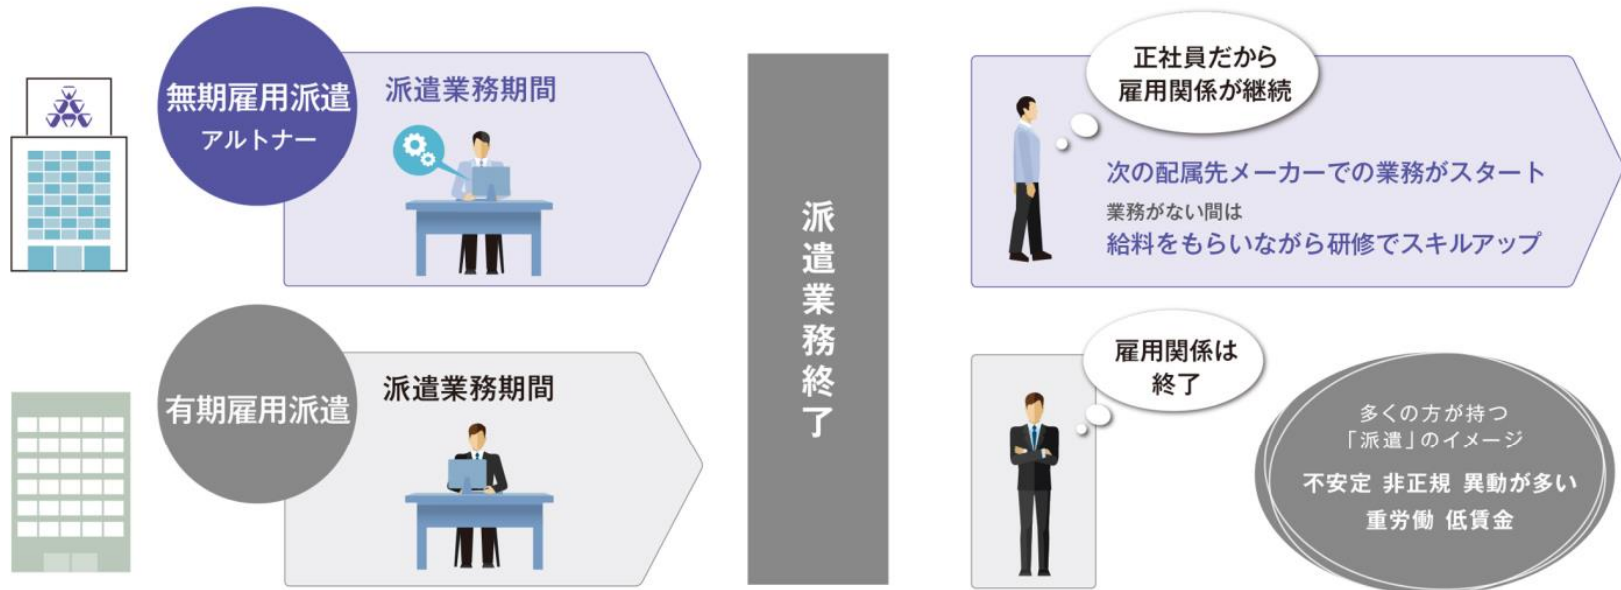 無期雇用派遣
アルトナー
派遣業務期間
派遣業務終了
正社員だから
雇用関係が継続
次の配属先メーカーでの業務がスタート
業務がない間は
給料をもらいながら研修でスキルアップ
有期雇用派遣
派遣業務期間
雇用関係は
終了
多くの方が持つ
「派遣」のイメージ
不安定 非正規 異動が多い
重労働 低賃金